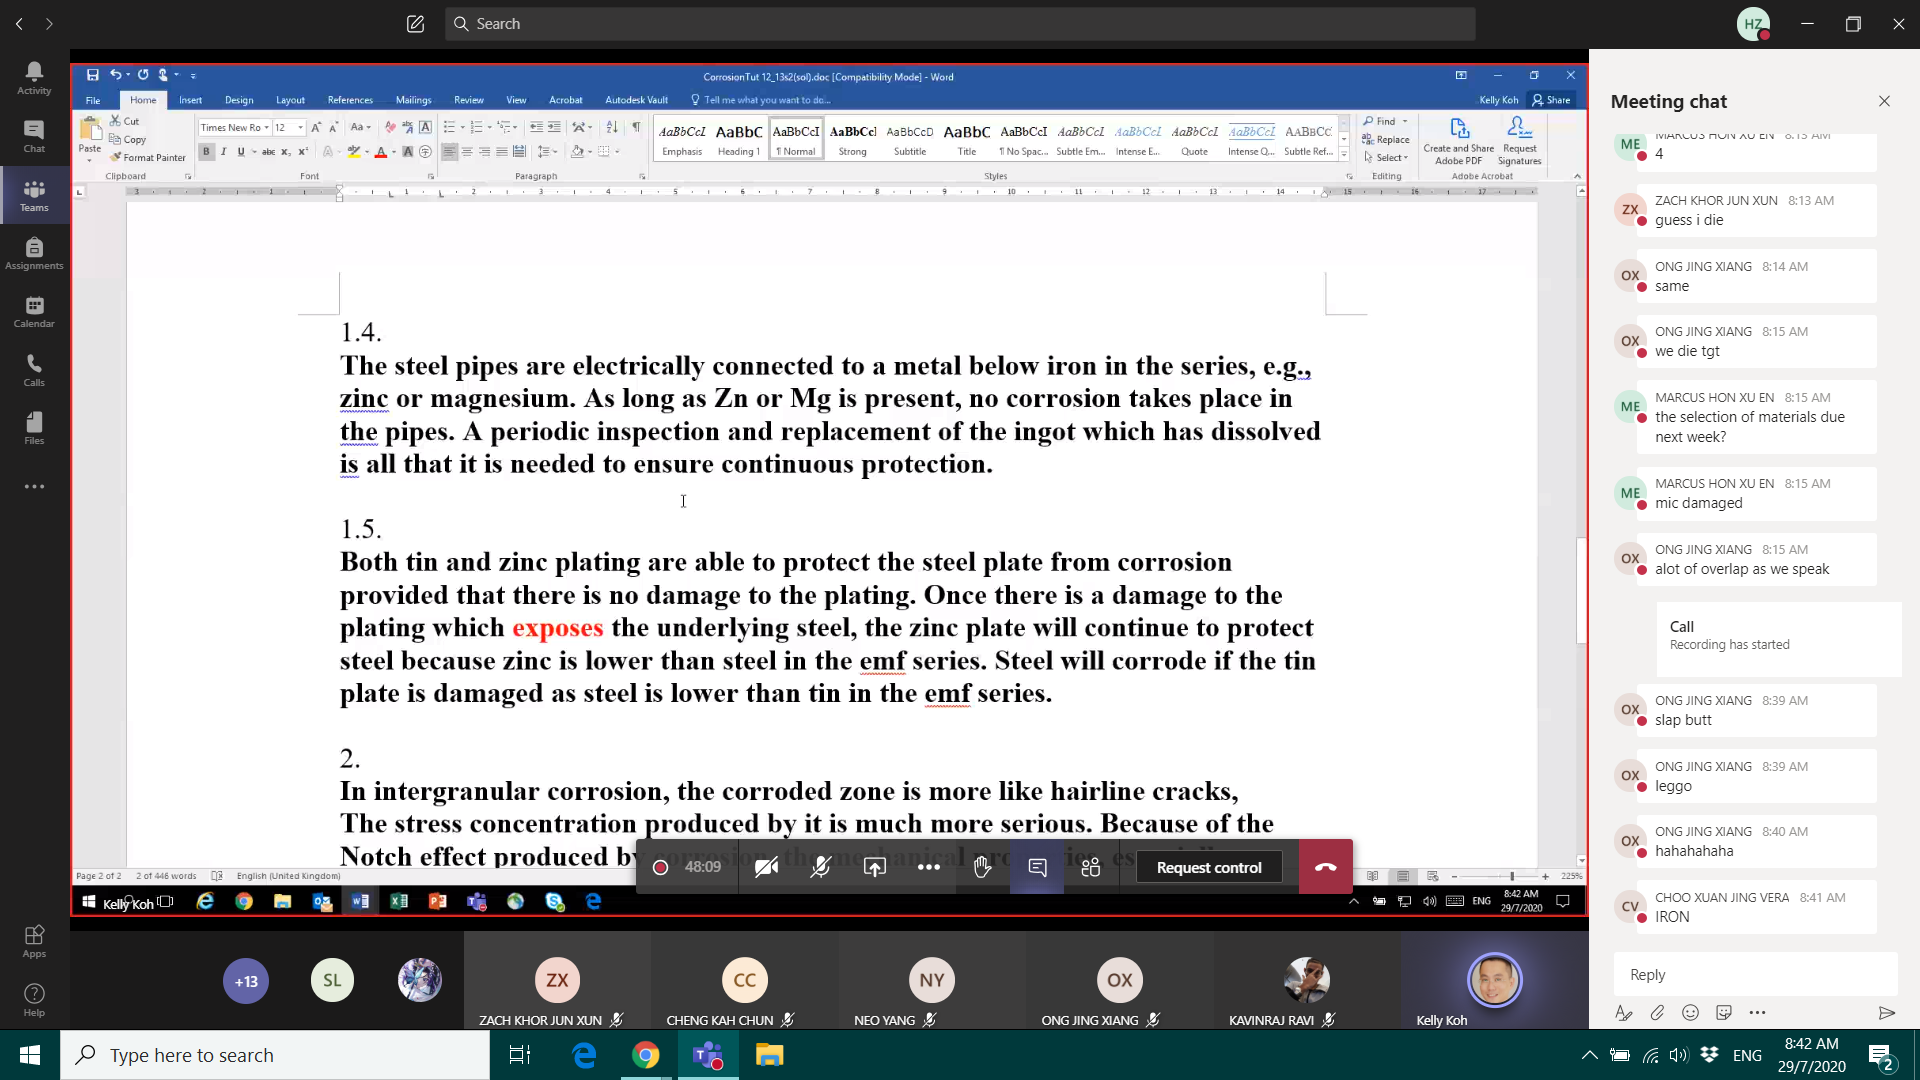 Search
HZ
Activity
Chat
Teams
Assignments
Calendar
Calls
Files
Apps
Help
CorrosionTut 12_13s2(sol).doc [Compatibility Mode] - Word
File Home Insert Design Layout References Mailings Review View Acrobat Autodesk Vault Tell me what you want to do... Kelly Koh Share
Paste
Cut
Copy
Format Painter
Clipboard
Times New Ro 12
Font
Paragraph
AaBbCcI AaBbC AaBbCcI AaBbCcl AaBbCcD AaBbC AaBbCcI AaBbCcI AaBbCcI AaBbCcI AaBbCcI AABBCC
Emphasis Heading 1 ¶ Normal Strong Subtitle Title ¶ No Spac... Subtle Em... Intense E... Quote Intense Q... Subtle Ref...
Styles
Find
Replace
Select
Editing
Create and Share Adobe PDF
Request Signatures
Adobe Acrobat
1.4.
The steel pipes are electrically connected to a metal below iron in the series, e.g.,
zinc or magnesium. As long as Zn or Mg is present, no corrosion takes place in
the pipes. A periodic inspection and replacement of the ingot which has dissolved
is all that it is needed to ensure continuous protection.
1.5.
Both tin and zinc plating are able to protect the steel plate from corrosion
provided that there is no damage to the plating. Once there is a damage to the
plating which exposes the underlying steel, the zinc plate will continue to protect
steel because zinc is lower than steel in the emf series. Steel will corrode if the tin
plate is damaged as steel is lower than tin in the emf series.
2.
In intergranular corrosion, the corroded zone is more like hairline cracks,
The stress concentration produced by it is much more serious. Because of the
Notch effect produced by corrosion, the mechanical
48:09
Request control
Page 2 of 2 2 of 446 words English (United Kingdom) 225%
Kelly Koh
ENG
8:42 AM
29/7/2020
+13
SL
ZX
ZACH KHOR JUN XUN
CC
CHENG KAH CHUN
NY
NEO YANG
OX
ONG JING XIANG
KAVINRAJ RAVI
Kelly Koh
Meeting chat
ME
MARCUS HON XU EN 8:15 AM
4
ZX
ZACH KHOR JUN XUN 8:13 AM
guess i die
OX
ONG JING XIANG 8:14 AM
same
OX
ONG JING XIANG 8:15 AM
we die tgt
ME
MARCUS HON XU EN 8:15 AM
the selection of materials due
next week?
ME
MARCUS HON XU EN 8:15 AM
mic damaged
OX
ONG JING XIANG 8:15 AM
alot of overlap as we speak
Call
Recording has started
OX
ONG JING XIANG 8:39 AM
slap butt
OX
ONG JING XIANG 8:39 AM
leggo
OX
ONG JING XIANG 8:40 AM
hahahahaha
CV
CHOO XUAN JING VERA 8:41 AM
IRON
Reply
Type here to search
ENG
8:42 AM
29/7/2020
2